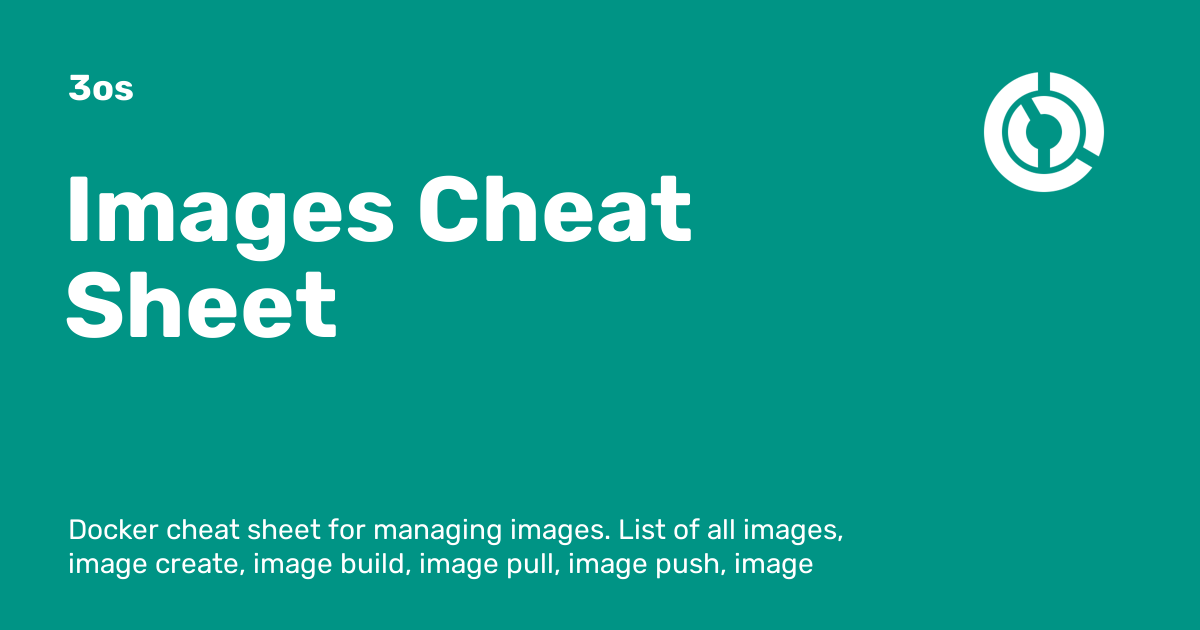 3os
Images Cheat
Sheet
Docker cheat sheet for managing images. List of all images,
image create, image build, image pull, image push, image